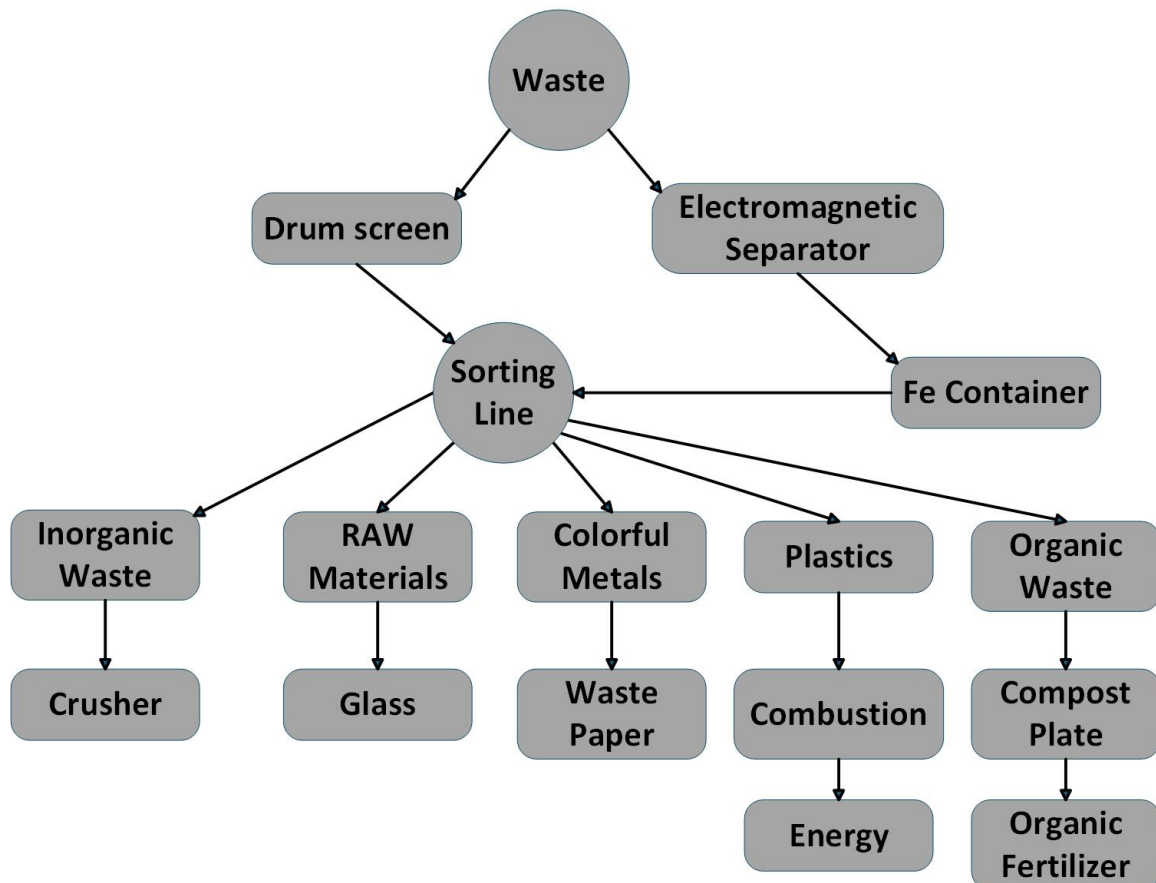 Waste
Drum screen
Electromagnetic
Separator
Sorting
Line
Fe Container
Inorganic
Waste
RAW
Materials
Colorful
Metals
Plastics
Organic
Waste
Crusher
Glass
Waste
Paper
Combustion
Compost
Plate
Energy
Organic
Fertilizer